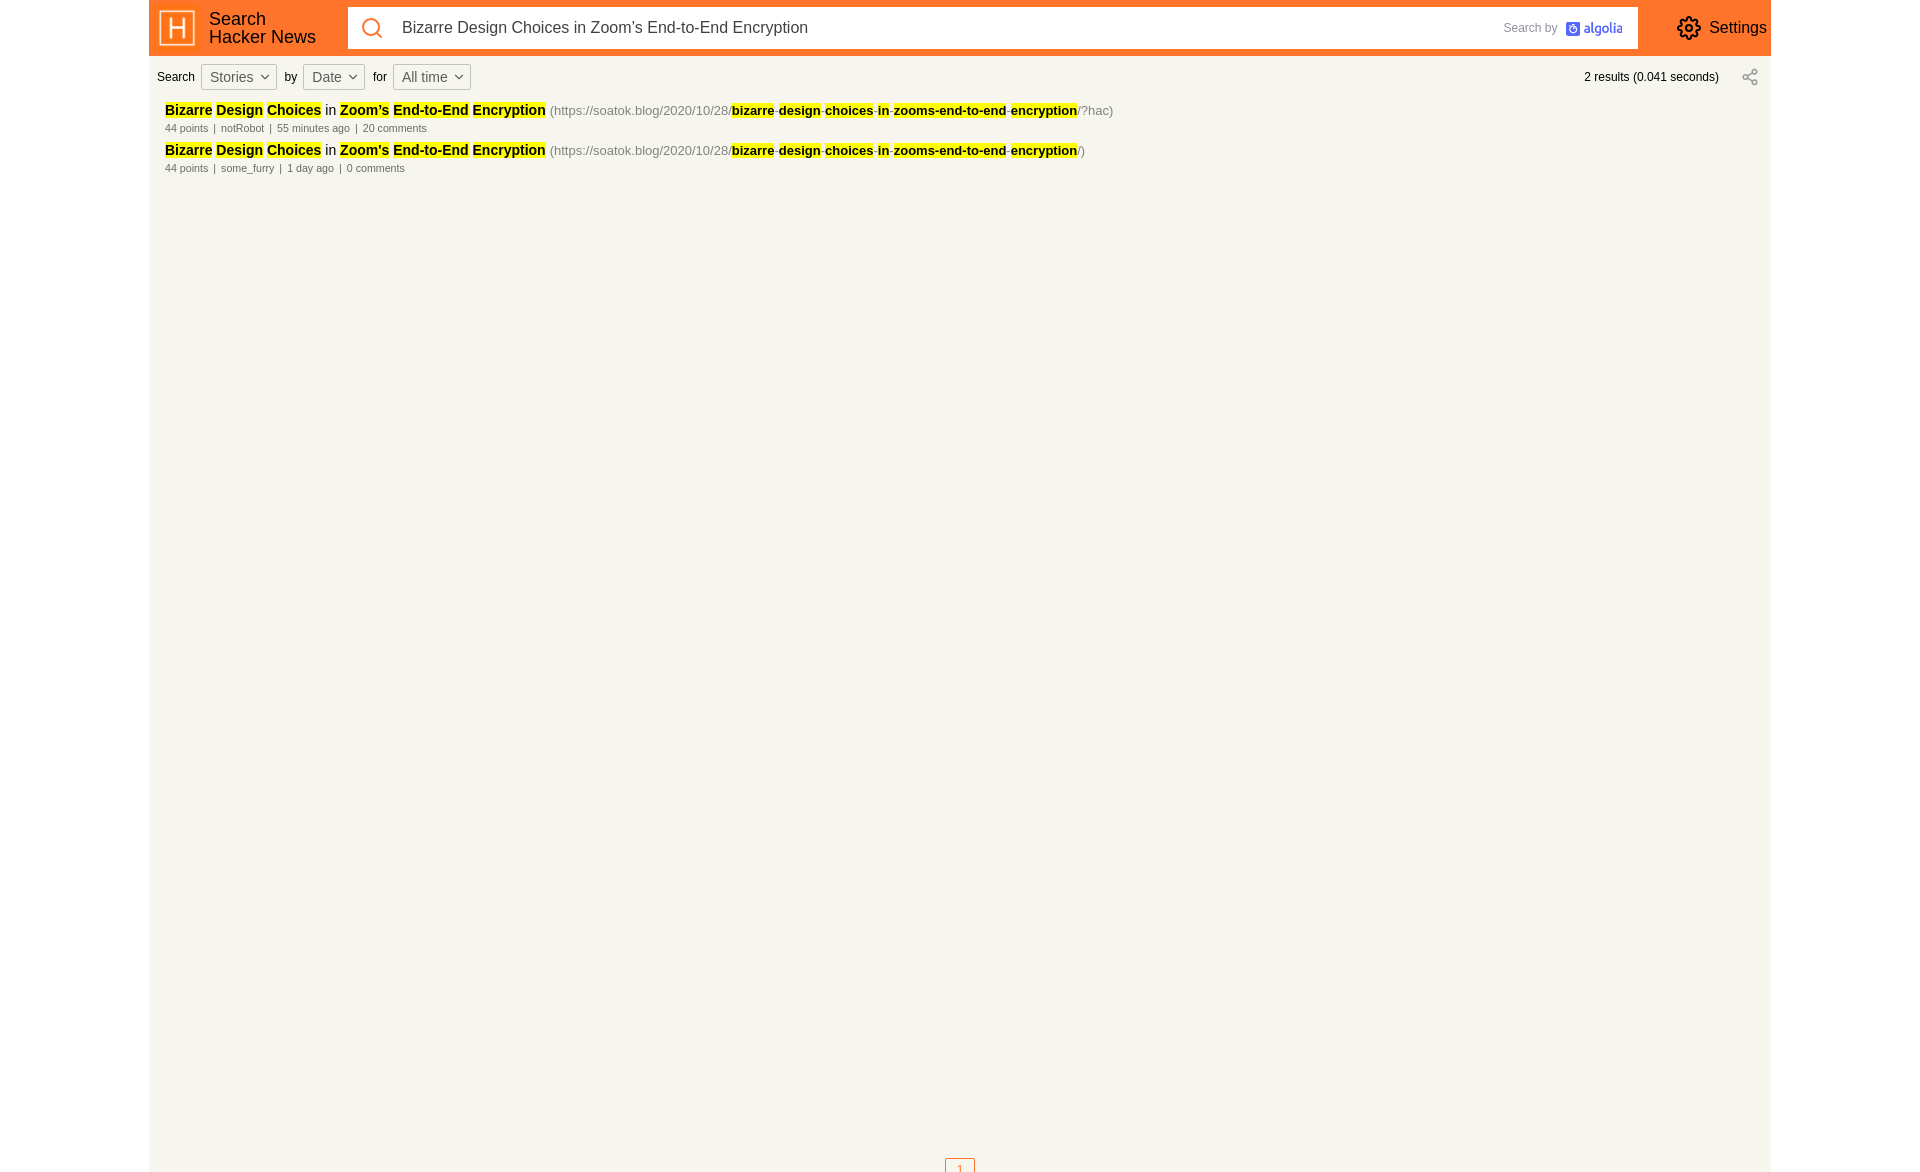 H
Search
Hacker News
Bizarre Design Choices in Zoom’s End-to-End Encryption
Search by algolia
Settings
Search Stories by Date for All time
2 results (0.041 seconds)
Bizarre Design Choices in Zoom’s End-to-End Encryption (https://soatok.blog/2020/10/28/bizarre-design-choices-in-zooms-end-to-end-encryption/?hac)
44 points | notRobot | 55 minutes ago | 20 comments
Bizarre Design Choices in Zoom's End-to-End Encryption (https://soatok.blog/2020/10/28/bizarre-design-choices-in-zooms-end-to-end-encryption/)
44 points | some_furry | 1 day ago | 0 comments
1